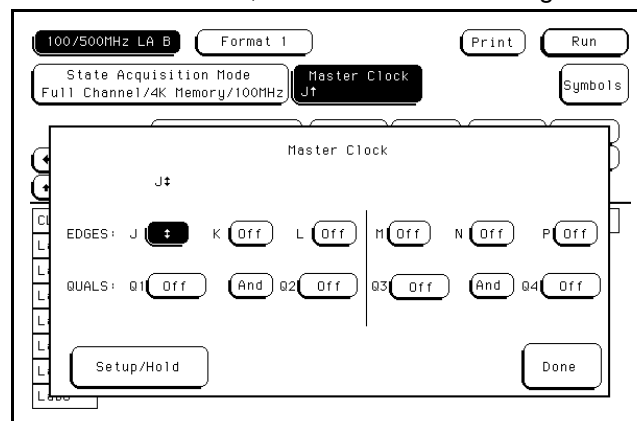 100/500MHz LA B Format 1 Print Run
State Acquisition Mode Master Clock
Full Channel/4K Memory/100MHz J↑ Symbols
Master Clock
J↕
EDGES: J ↕ K Off L Off M Off N Off P Off
QUALS: Q1 Off And Q2 Off Q3 Off And Q4 Off
Setup/Hold Done